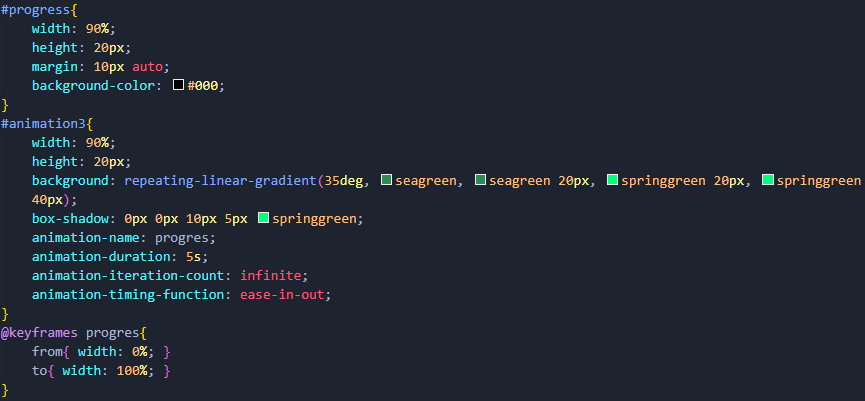 #progress{
    width: 90%;
    height: 20px;
    margin: 10px auto;
    background-color: #000;
}
#animation3{
    width: 90%;
    height: 20px;
    background: repeating-linear-gradient(35deg, seagreen, seagreen 20px, springgreen 20px, springgreen
    40px);
    box-shadow: 0px 0px 10px 5px springgreen;
    animation-name: progres;
    animation-duration: 5s;
    animation-iteration-count: infinite;
    animation-timing-function: ease-in-out;
}
@keyframes progres{
    from{ width: 0%; }
    to{ width: 100%; }
}